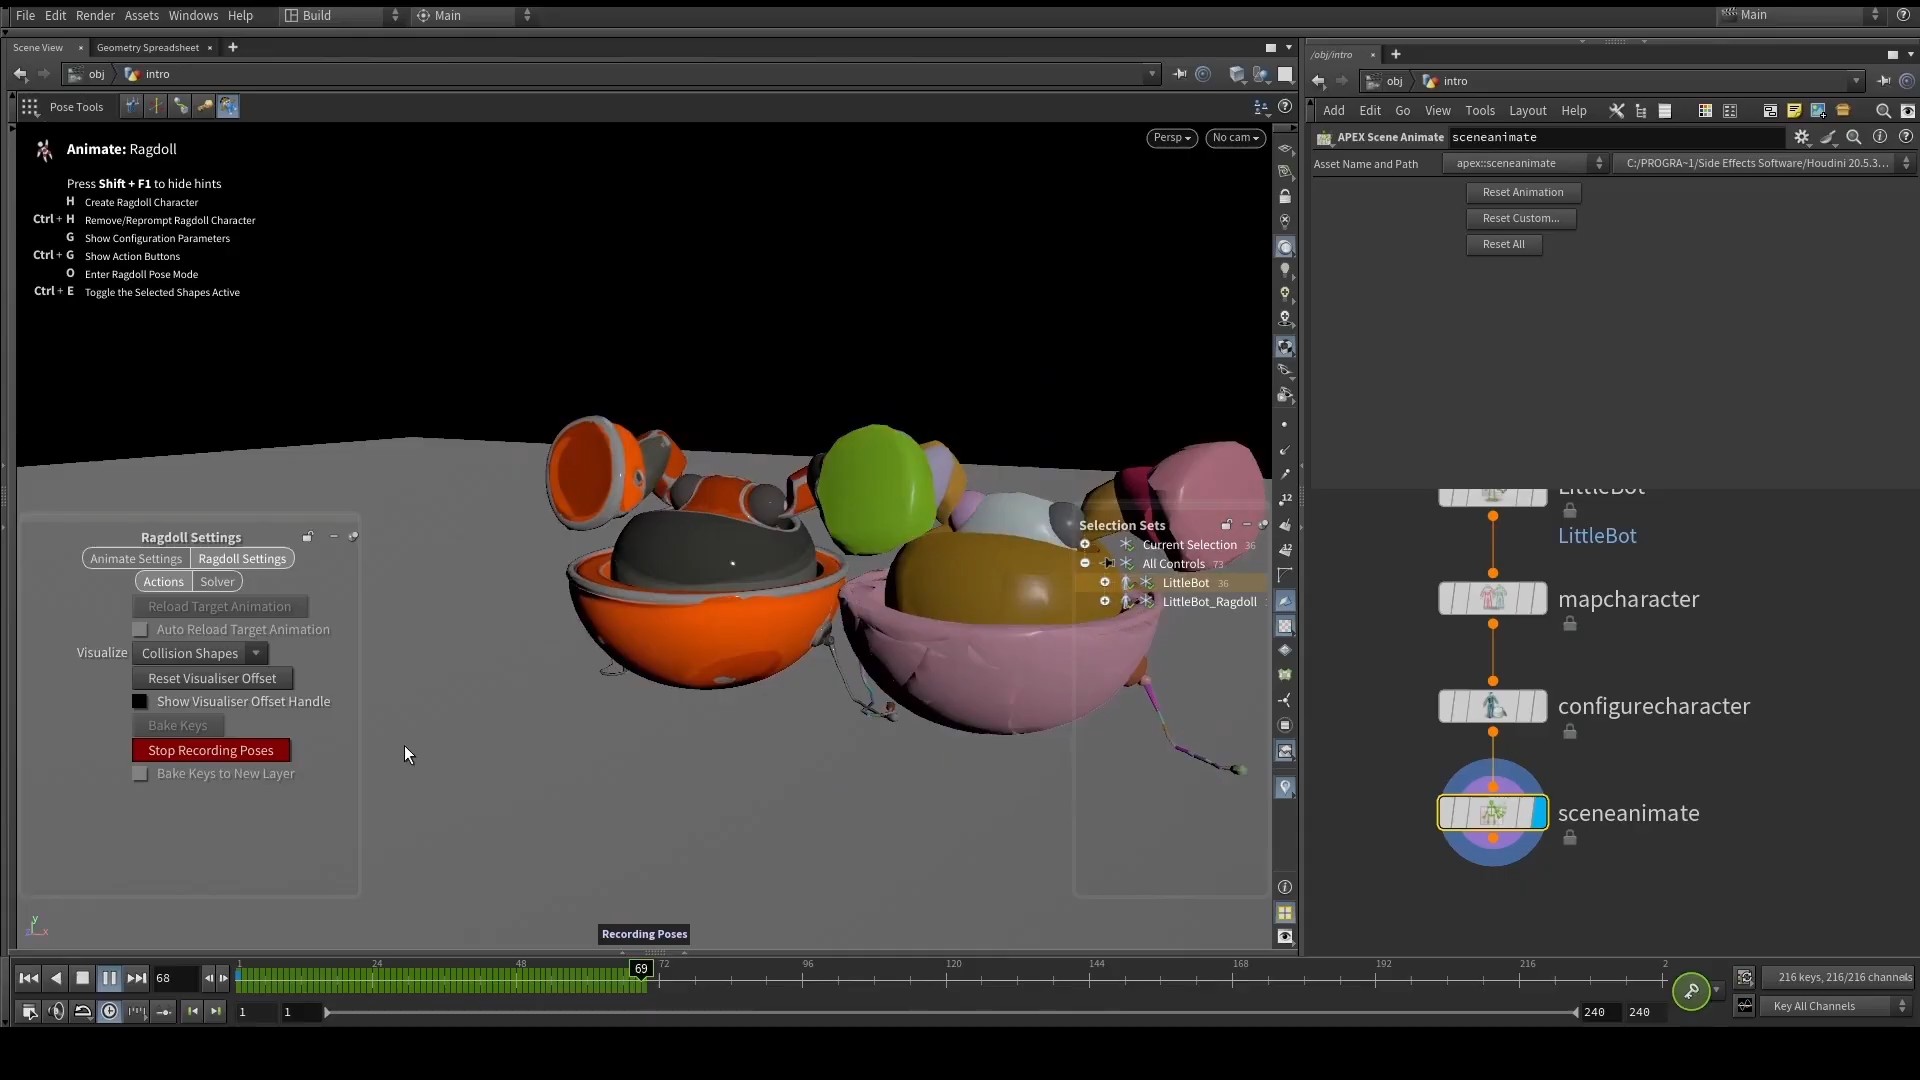 File Edit Render Assets Windows Help Build Main Main
Scene View × Geometry Spreadsheet × +
/obj/intro × +
obj intro
obj intro
Pose Tools
Add Edit Go View Tools Layout Help
Persp No cam
APEX Scene Animate sceneanimate
Asset Name and Path apex::sceneanimate C:/PROGRA~1/Side Effects Software/Houdini 20.5.3...
Reset Animation
Reset Custom...
Reset All
Animate: Ragdoll
Press Shift + F1 to hide hints
H Create Ragdoll Character
Ctrl + H Remove/Reprompt Ragdoll Character
G Show Configuration Parameters
Ctrl + G Show Action Buttons
O Enter Ragdoll Pose Mode
Ctrl + E Toggle the Selected Shapes Active
Ragdoll Settings
Animate Settings Ragdoll Settings
Actions Solver
Reload Target Animation
Auto Reload Target Animation
Visualize Collision Shapes
Reset Visualiser Offset
Show Visualiser Offset Handle
Bake Keys
Stop Recording Poses
Bake Keys to New Layer
Selection Sets
Current Selection 36
All Controls 73
LittleBot 36
LittleBot_Ragdoll
12
12
LittleBot
LittleBot
mapcharacter
configurecharacter
sceneanimate
y
z x
Recording Poses
68 1 24 48 69 72 96 120 144 168 192 216 2
216 keys, 216/216 channels
1 1 240 240 Key All Channels